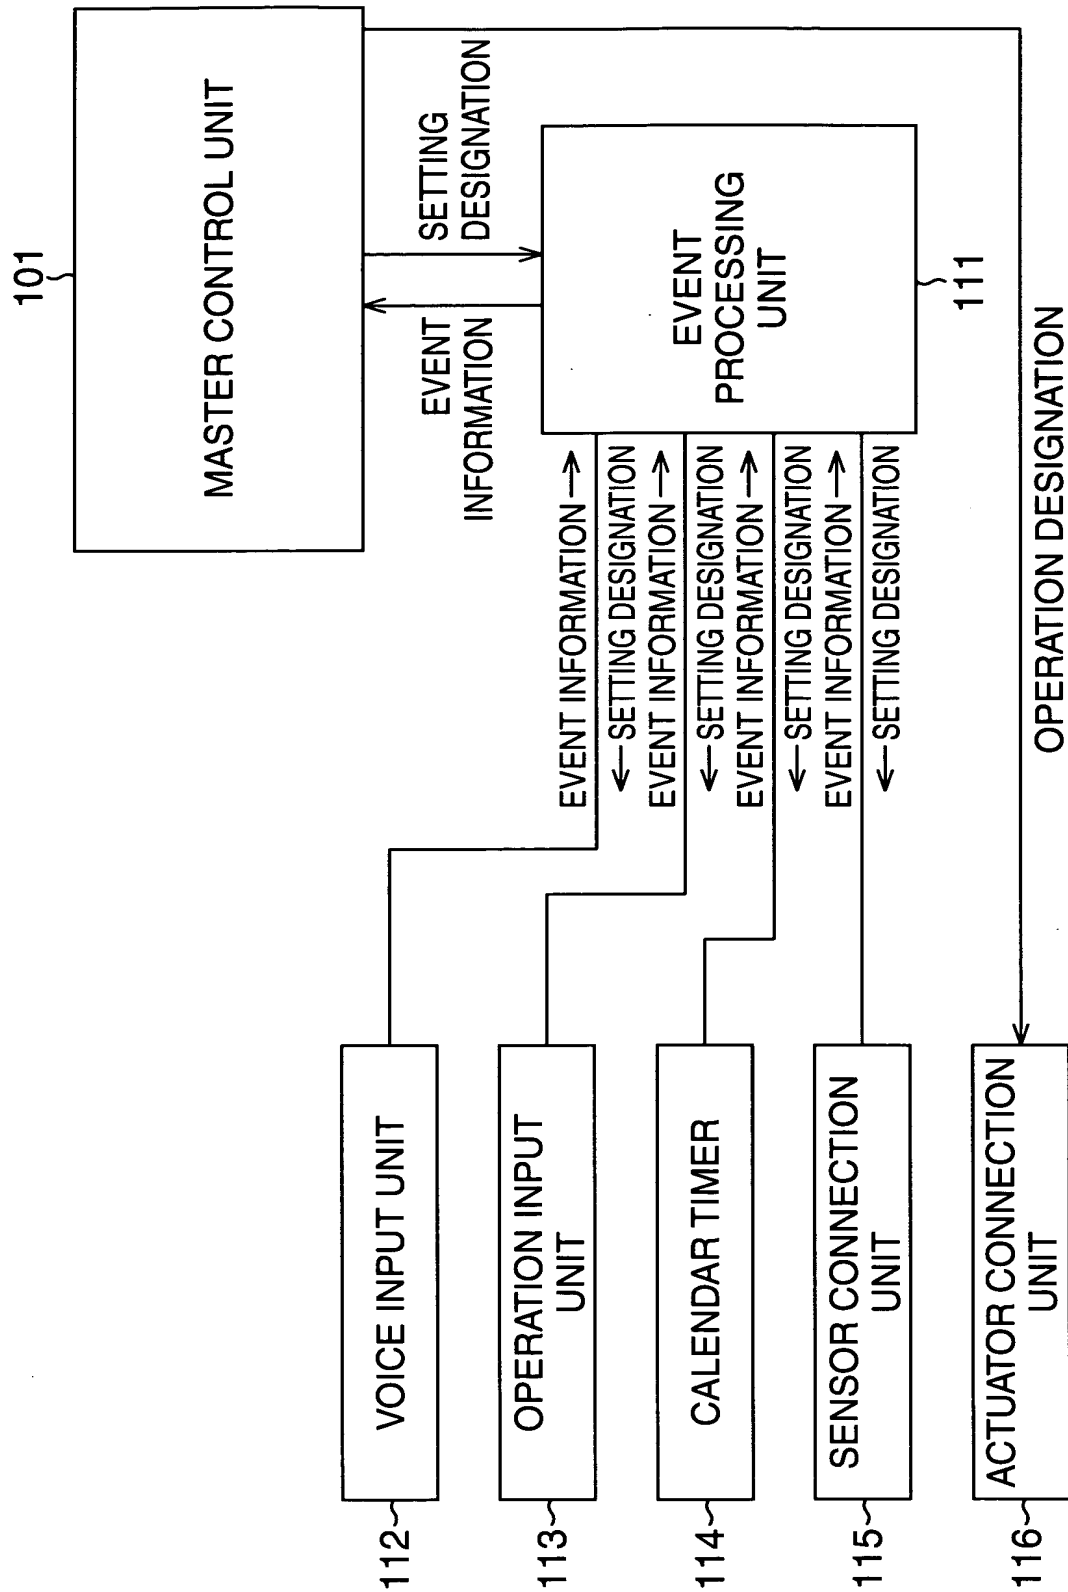 101
MASTER CONTROL UNIT
EVENT
INFORMATION
SETTING
DESIGNATION
EVENT
PROCESSING
UNIT
111
EVENT INFORMATION
SETTING DESIGNATION
EVENT INFORMATION
SETTING DESIGNATION
EVENT INFORMATION
SETTING DESIGNATION
EVENT INFORMATION
SETTING DESIGNATION
OPERATION DESIGNATION
112
VOICE INPUT UNIT
113
OPERATION INPUT
UNIT
114
CALENDAR TIMER
115
SENSOR CONNECTION
UNIT
116
ACTUATOR CONNECTION
UNIT